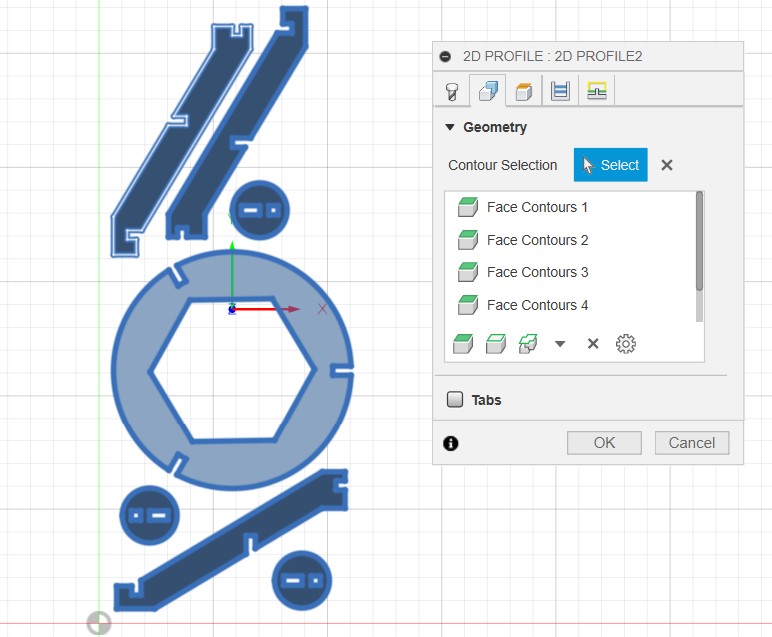 2D PROFILE : 2D PROFILE2
Geometry
Contour Selection Select
Face Contours 1
Face Contours 2
Face Contours 3
Face Contours 4
X
Tabs
OK Cancel